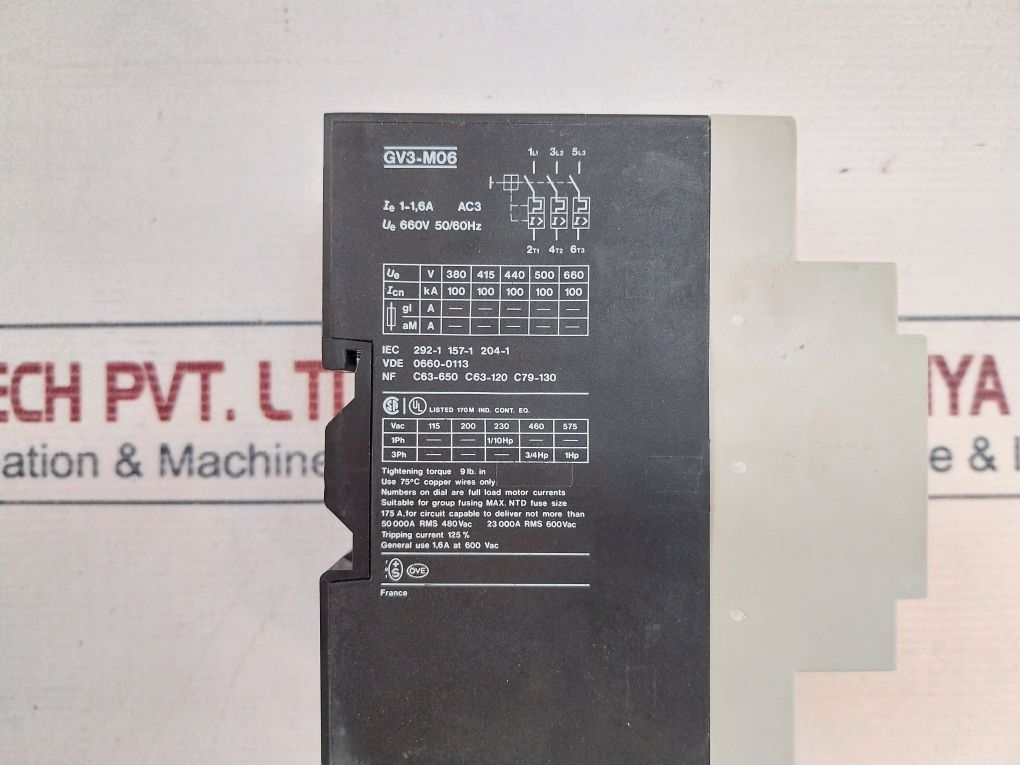 GV3-M06
1L1 3L2 5L3
Ie 1-1,6A AC3
Ue 660V 50/60Hz
I> I> I>
2T1 4T2 6T3
Ue V 380 415 440 500 660
Icn kA 100 100 100 100 100
gI A — — — — —
aM A — — — — —
IEC 292-1 157-1 204-1
VDE 0660-0113
NF C63-650 C63-120 C79-130
SP UL LISTED 170M IND. CONT. EQ.
Vac 115 200 230 460 575
1Ph — — 1/10Hp — —
3Ph — — — 3/4Hp 1Hp
Tightening torque 9 lb. in
Use 75°C copper wires only
Numbers on dial are full load motor currents
Suitable for group fusing MAX. NTD fuse size
175 A.for circuit capable to deliver not more than
50 000A RMS 480Vac 23 000A RMS 600Vac
Tripping current 125 %
General use 1,6A at 600 Vac
+S ÖVE
France
ECH PVT. LT
YA
ation & Machine
e &